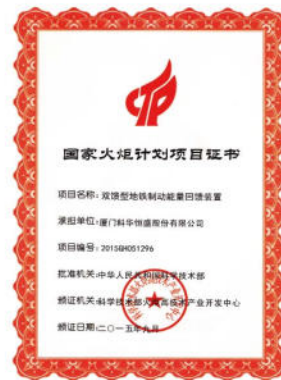 CTP
国家火炬计划项目证书
项目名称：双馈型地铁制动能量回馈装置
承担单位：厦门科华恒盛股份有限公司
项目编号：2015GH051296
批准机关：中华人民共和国科学技术部
颁证机关：科学技术部火炬高技术产业开发中心
颁证日期：二〇一五年九月